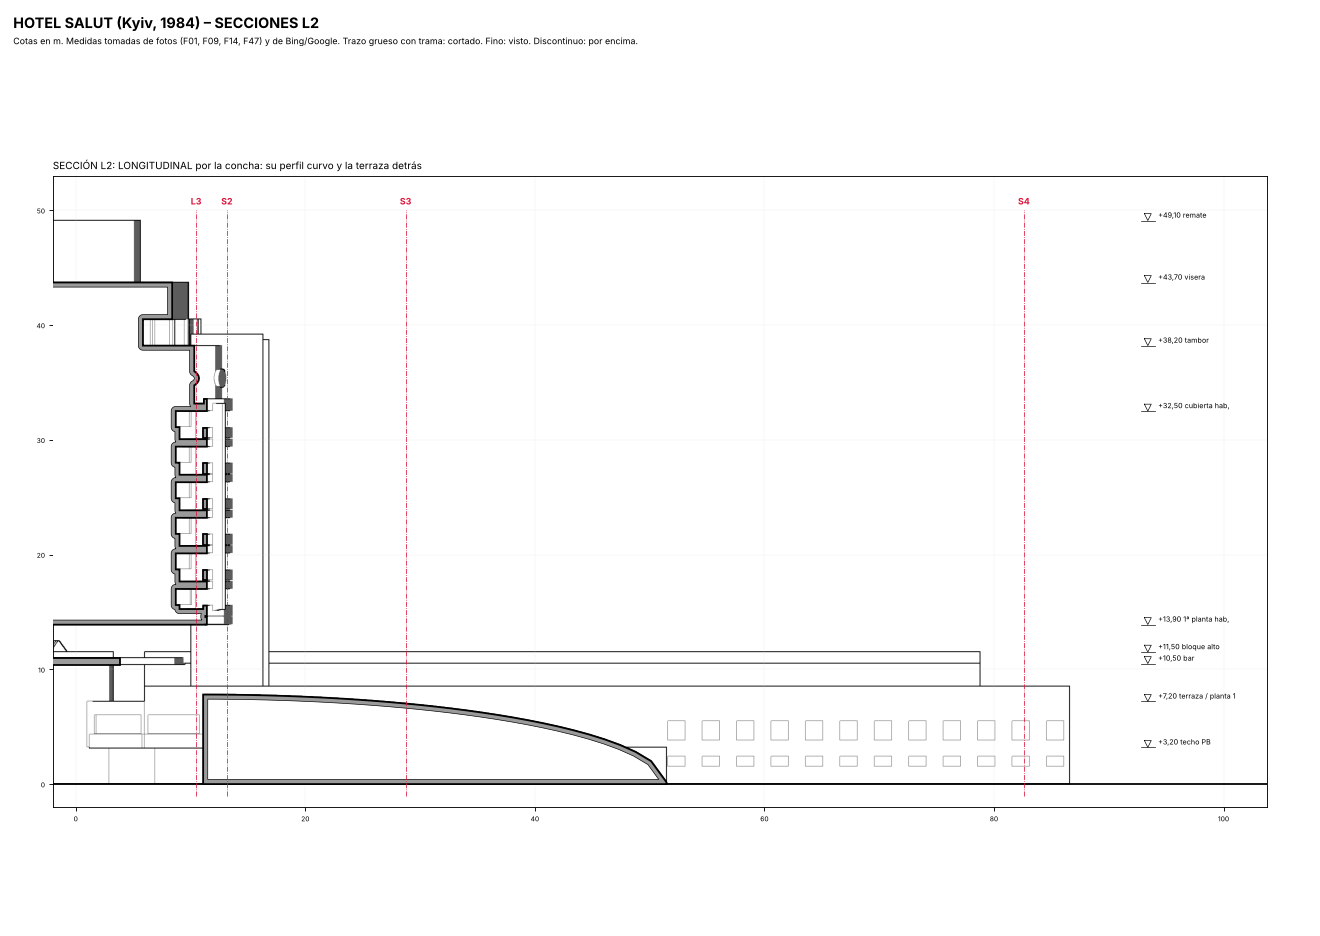 HOTEL SALUT (Kyiv, 1984) – SECCIONES L2
Cotas en m. Medidas tomadas de fotos (F01, F09, F14, F47) y de Bing/Google. Trazo grueso con trama: cortado. Fino: visto. Discontinuo: por encima.
SECCIÓN L2: LONGITUDINAL por la concha: su perfil curvo y la terraza detrás
L3 S2 S3 S4
50
+49,10 remate
+43,70 visera
40
+38,20 tambor
+32,50 cubierta hab,
30
20
+13,90 1ª planta hab,
+11,50 bloque alto
+10,50 bar
10
+7,20 terraza / planta 1
+3,20 techo PB
0
0 20 40 60 80 100